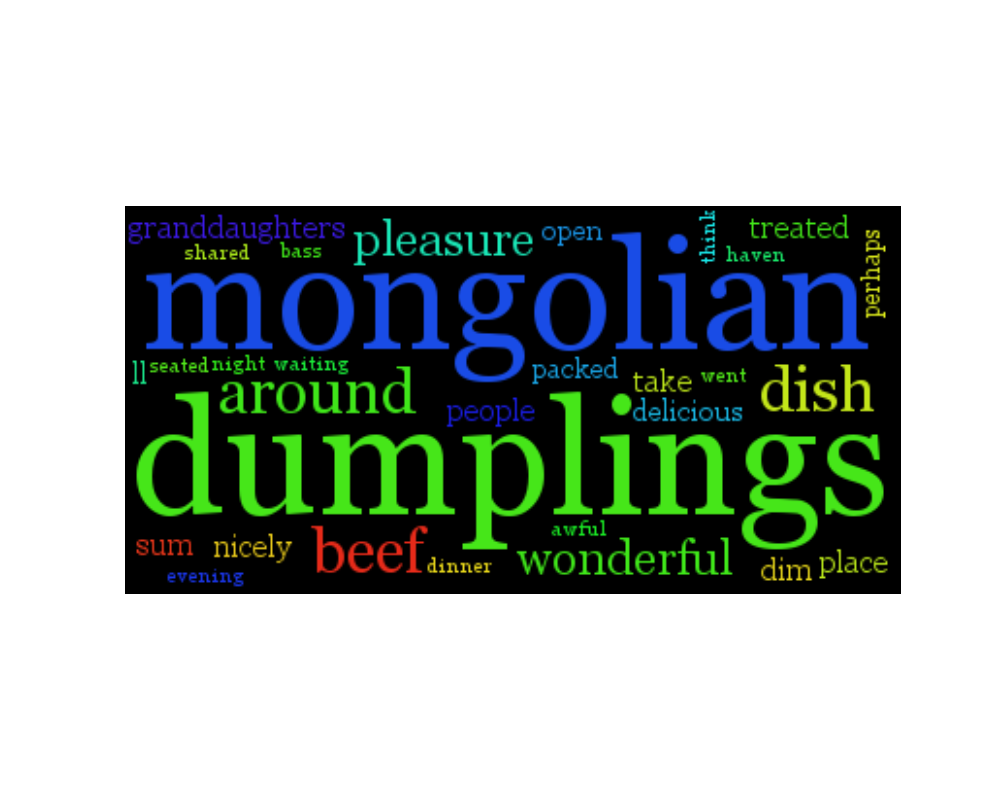 granddaughters pleasure open think treated
shared bass haven perhaps
mongolian
ll seated night waiting packed take went dish
around people delicious
dumplings
sum nicely beef dinner awful wonderful dim place
evening